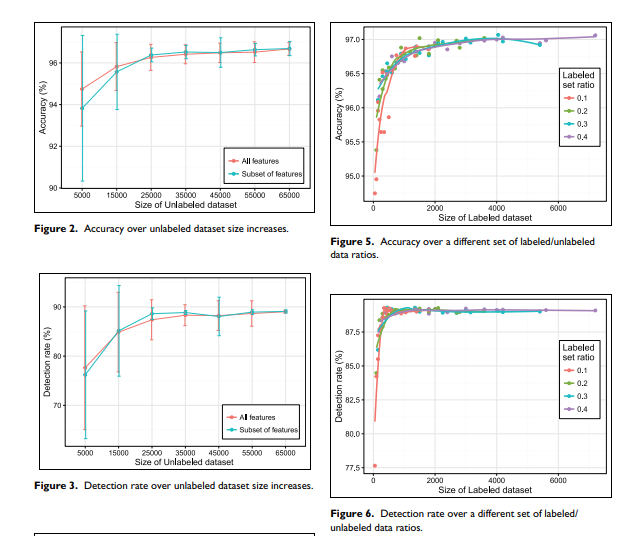 96
94
92
90
Accuracy (%)
All features
Subset of features
5000 15000 25000 35000 45000 55000 65000
Size of Unlabeled dataset
Figure 2. Accuracy over unlabeled dataset size increases.
90
80
70
Detection rate (%)
All features
Subset of features
5000 15000 25000 35000 45000 55000 65000
Size of Unlabeled dataset
Figure 3. Detection rate over unlabeled dataset size increases.
97.0
96.5
96.0
95.5
95.0
Accuracy (%)
Labeled
set ratio
0.1
0.2
0.3
0.4
0 2000 4000 6000
Size of Labeled dataset
Figure 5. Accuracy over a different set of labeled/unlabeled
data ratios.
87.5
85.0
82.5
80.0
77.5
Detection rate (%)
Labeled
set ratio
0.1
0.2
0.3
0.4
0 2000 4000 6000
Size of Labeled dataset
Figure 6. Detection rate over a different set of labeled/
unlabeled data ratios.